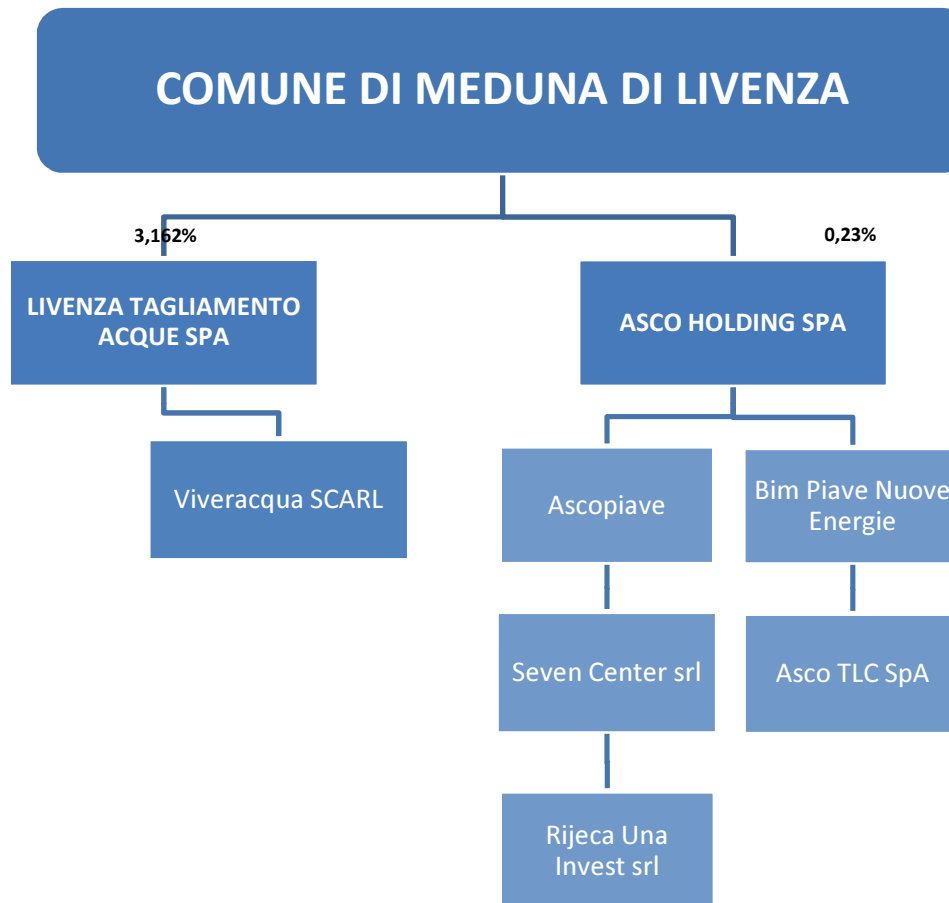 COMUNE DI MEDUNA DI LIVENZA
3,162%
0,23%
LIVENZA TAGLIAMENTO
ACQUE SPA
ASCO HOLDING SPA
Viveracqua SCARL
Ascopiave
Bim Piave Nuove
Energie
Seven Center srl
Asco TLC SpA
Rijeca Una
Invest srl